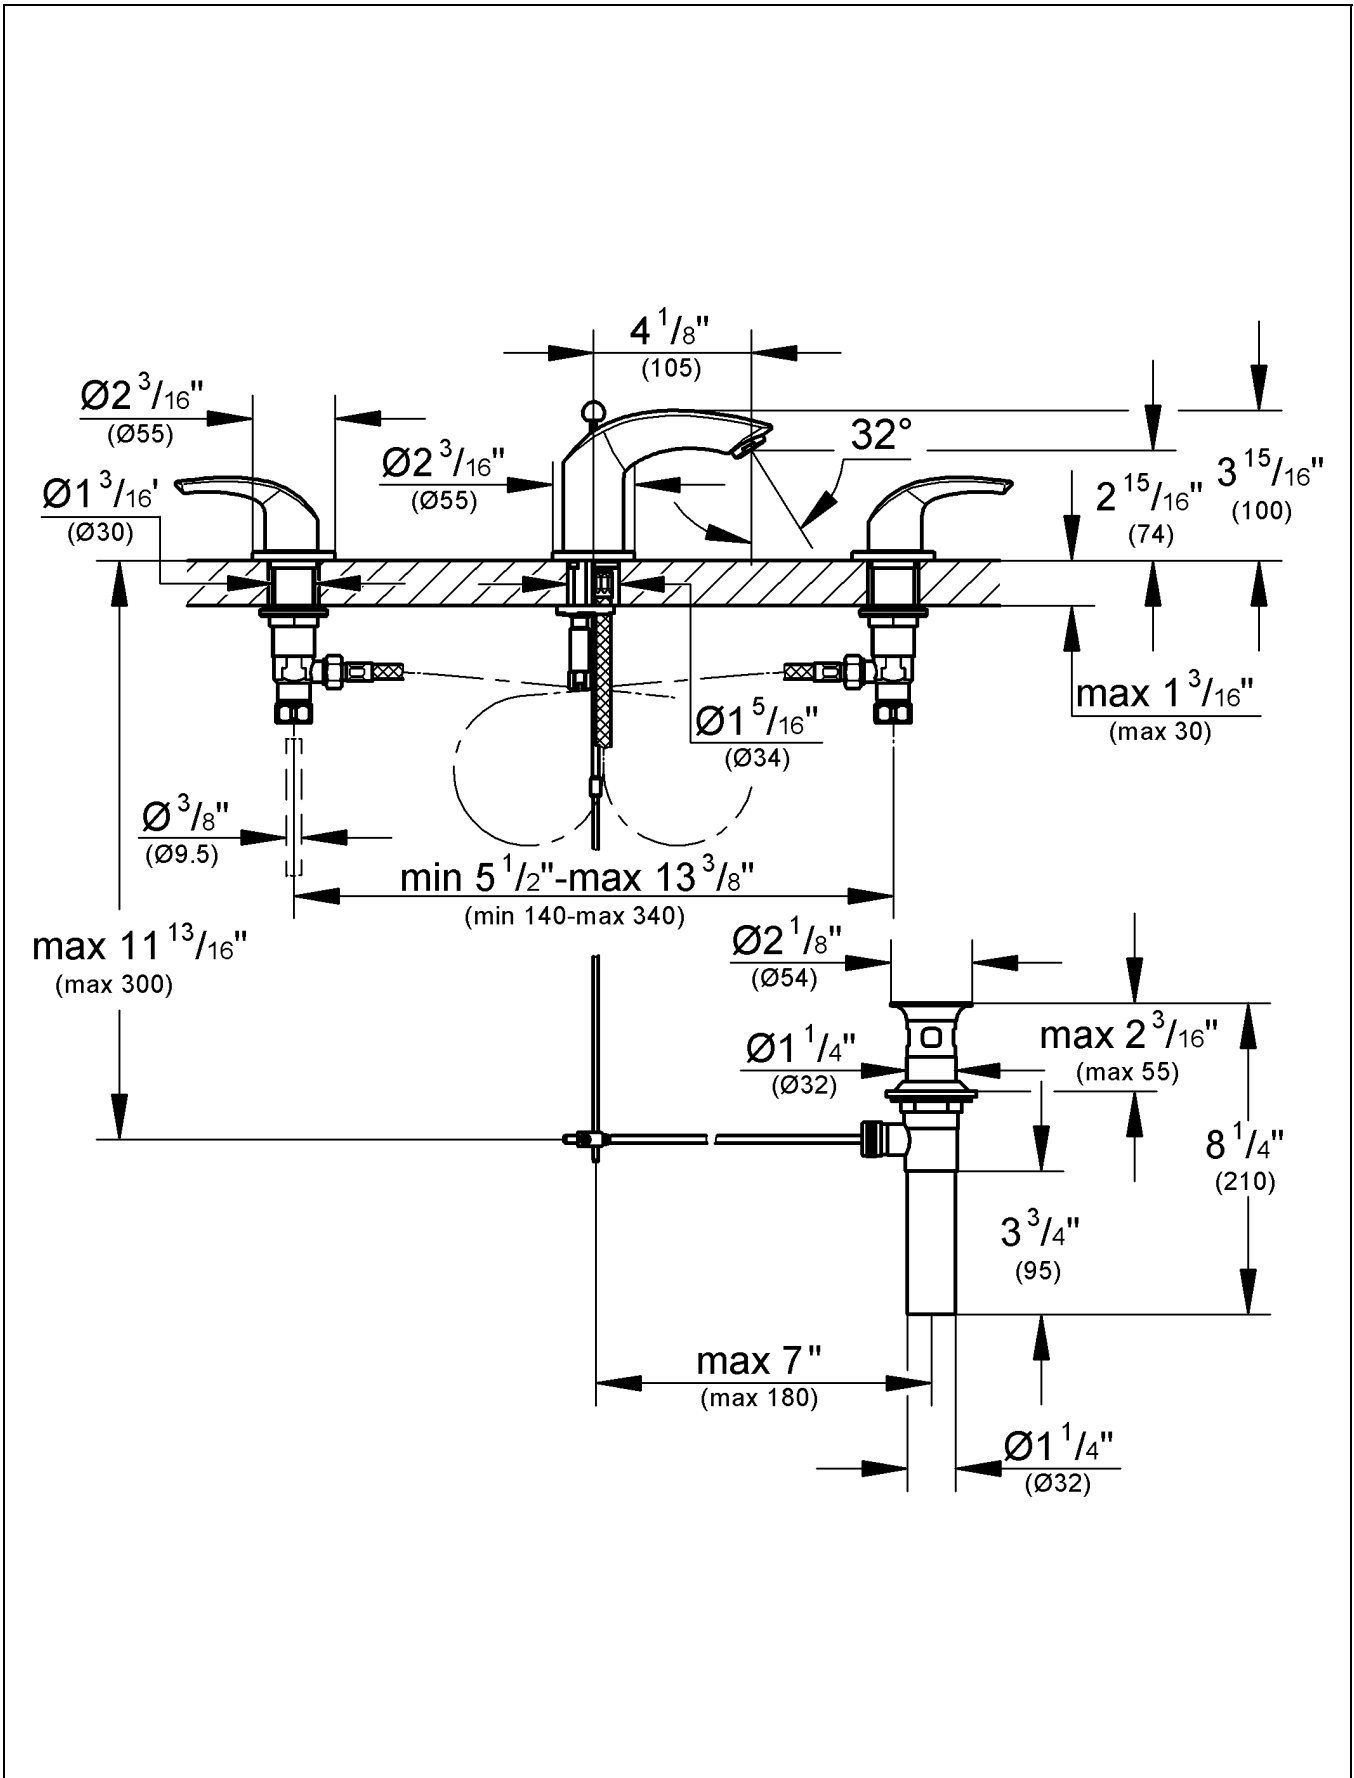 4 1/8"
(105)
Ø2 3/16"
(Ø55)
32°
Ø2 3/16"
(Ø55)
3 15/16"
(100)
Ø1 3/16'
(Ø30)
2 15/16"
(74)
max 1 3/16"
(max 30)
Ø1 5/16"
(Ø34)
Ø 3/8"
(Ø9.5)
min 5 1/2"-max 13 3/8"
(min 140-max 340)
max 11 13/16"
(max 300)
Ø2 1/8"
(Ø54)
Ø1 1/4"
(Ø32)
max 2 3/16"
(max 55)
8 1/4"
(210)
3 3/4"
(95)
max 7"
(max 180)
Ø1 1/4"
(Ø32)